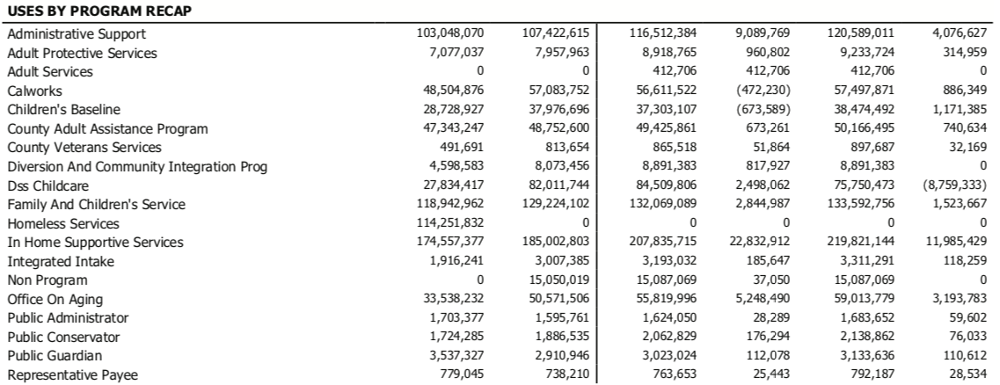 USES BY PROGRAM RECAP
Administrative Support 103,048,070 107,422,615 116,512,384 9,089,769 120,589,011 4,076,627
Adult Protective Services 7,077,037 7,957,963 8,918,765 960,802 9,233,724 314,959
Adult Services 0 0 412,706 412,706 412,706 0
Calworks 48,504,876 57,083,752 56,611,522 (472,230) 57,497,871 886,349
Children's Baseline 28,728,927 37,976,696 37,303,107 (673,589) 38,474,492 1,171,385
County Adult Assistance Program 47,343,247 48,752,600 49,425,861 673,261 50,166,495 740,634
County Veterans Services 491,691 813,654 865,518 51,864 897,687 32,169
Diversion And Community Integration Prog 4,598,583 8,073,456 8,891,383 817,927 8,891,383 0
Dss Childcare 27,834,417 82,011,744 84,509,806 2,498,062 75,750,473 (8,759,333)
Family And Children's Service 118,942,962 129,224,102 132,069,089 2,844,987 133,592,756 1,523,667
Homeless Services 114,251,832 0 0 0 0 0
In Home Supportive Services 174,557,377 185,002,803 207,835,715 22,832,912 219,821,144 11,985,429
Integrated Intake 1,916,241 3,007,385 3,193,032 185,647 3,311,291 118,259
Non Program 0 15,050,019 15,087,069 37,050 15,087,069 0
Office On Aging 33,538,232 50,571,506 55,819,996 5,248,490 59,013,779 3,193,783
Public Administrator 1,703,377 1,595,761 1,624,050 28,289 1,683,652 59,602
Public Conservator 1,724,285 1,886,535 2,062,829 176,294 2,138,862 76,033
Public Guardian 3,537,327 2,910,946 3,023,024 112,078 3,133,636 110,612
Representative Payee 779,045 738,210 763,653 25,443 792,187 28,534